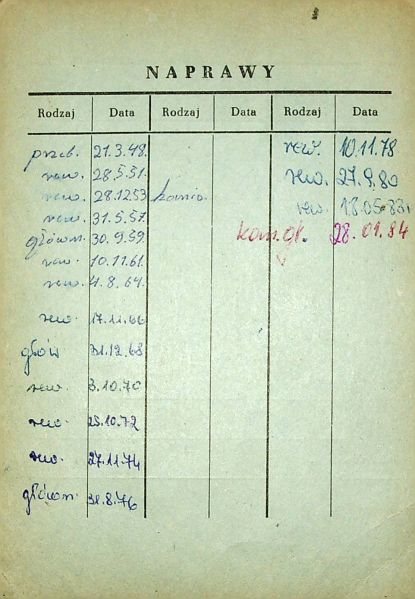 NAPRAWY
Rodzaj Data Rodzaj Data Rodzaj Data
przeb. 21.3.48. rew. 10.11.78
rew. 28.5.51. rew. 27.9.80
rew. 28.12.53 rew. 18.05.83
rew. 31.5.57. kom. gł. 28.01.84
główn. 30.9.59.
rew. 10.11.61.
rew. 4.8.64.
rew. 17.11.66
głów 31.12.68
rew. 3.10.70
rew. 25.10.72
rew. 27.11.74
główn. 31.8.76